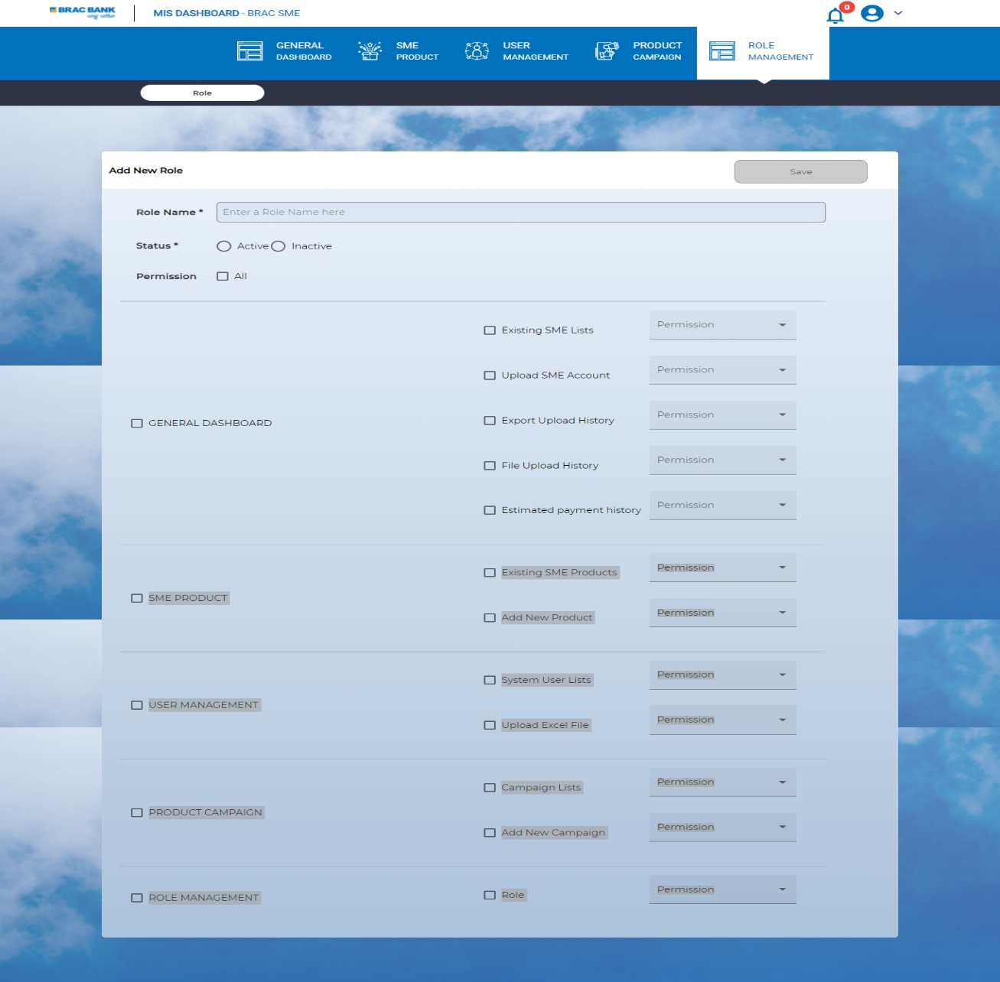 BRAC BANK
MIS DASHBOARD - BRAC SME
0
GENERAL
DASHBOARD
SME
PRODUCT
USER
MANAGEMENT
PRODUCT
CAMPAIGN
ROLE
MANAGEMENT
Role
Add New Role
Save
Role Name *
Enter a Role Name here
Status *
Active
Inactive
Permission
All
GENERAL DASHBOARD
Existing SME Lists
Permission
Upload SME Account
Permission
Export Upload History
Permission
File Upload History
Permission
Estimated payment history
Permission
SME PRODUCT
Existing SME Products
Permission
Add New Product
Permission
USER MANAGEMENT
System User Lists
Permission
Upload Excel File
Permission
PRODUCT CAMPAIGN
Campaign Lists
Permission
Add New Campaign
Permission
ROLE MANAGEMENT
Role
Permission